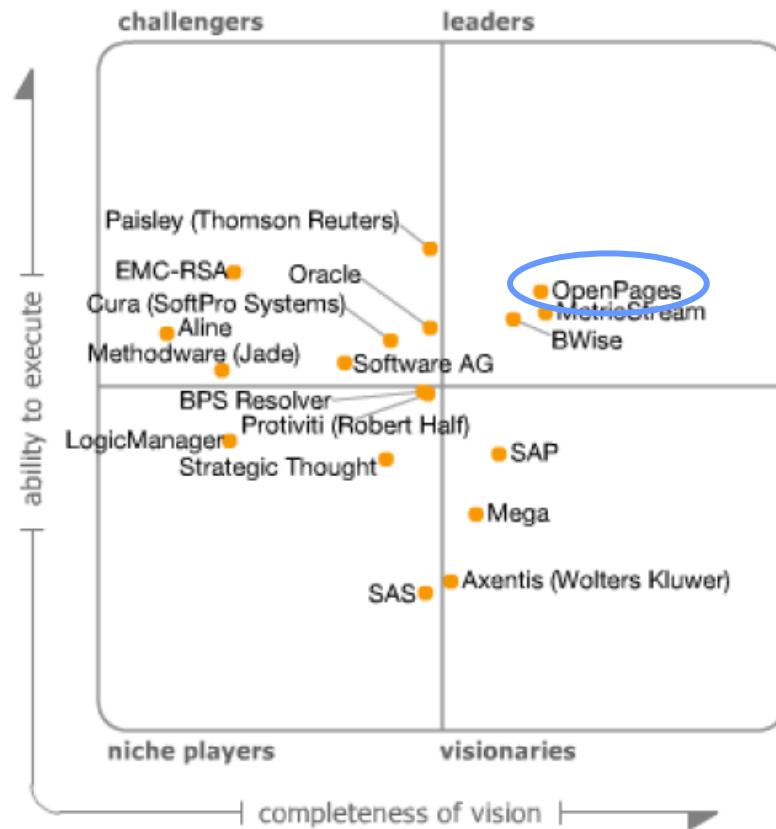 challengers
leaders
Paisley (Thomson Reuters)
EMC-RSA
Oracle
OpenPages
Cura (SoftPro Systems)
MetricStream
Aline
BWise
Methodware (Jade)
Software AG
BPS Resolver
Protiviti (Robert Half)
LogicManager
SAP
Strategic Thought
Mega
Axentis (Wolters Kluwer)
SAS
niche players
visionaries
ability to execute
completeness of vision